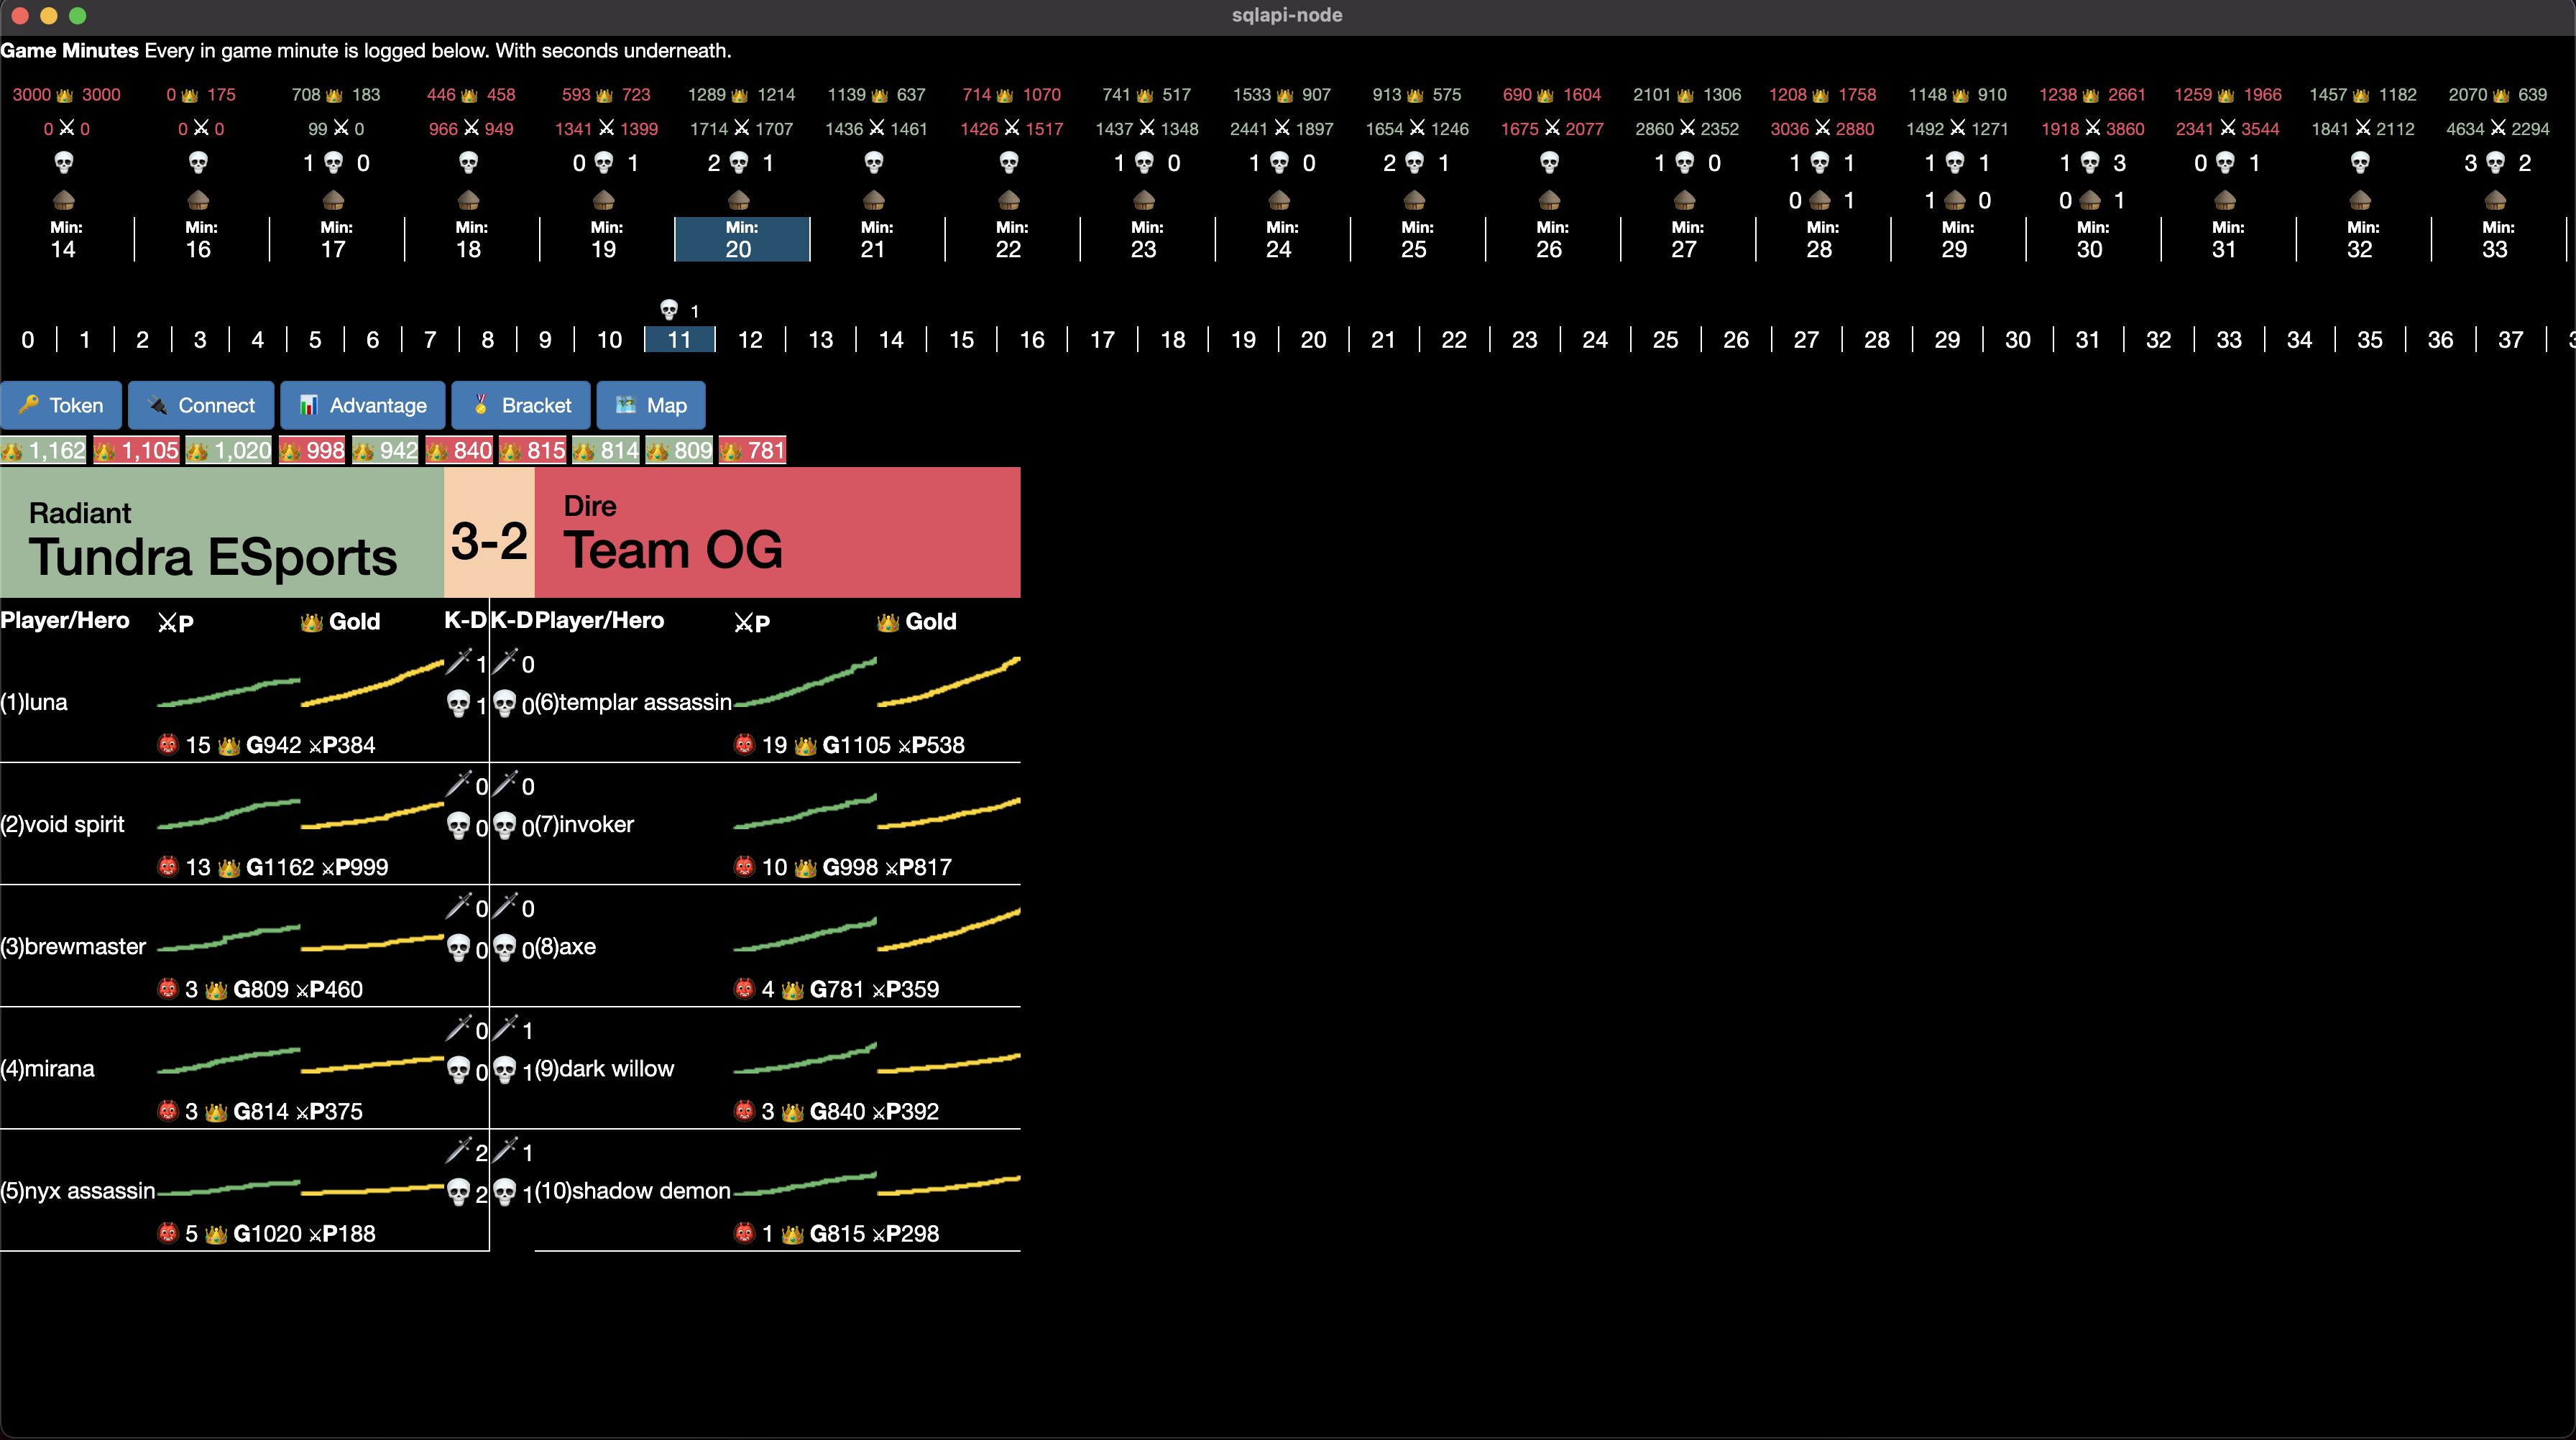 sqlapi-node
Game Minutes Every in game minute is logged below. With seconds underneath.
3000 3000 0 175 708 183 446 458 593 723 1289 1214 1139 637 714 1070 741 517 1533 907 913 575 690 1604 2101 1306 1208 1758 1148 910 1238 2661 1259 1966 1457 1182 2070 639
0 0 0 0 99 0 966 949 1341 1399 1714 1707 1436 1461 1426 1517 1437 1348 2441 1897 1654 1246 1675 2077 2860 2352 3036 2880 1492 1271 1918 3860 2341 3544 1841 2112 4634 2294
1 0 0 1 2 1 1 0 1 0 2 1 1 0 1 1 1 1 1 3 0 1 3 2
0 1 1 0 0 1
Min: Min: Min: Min: Min: Min: Min: Min: Min: Min: Min: Min: Min: Min: Min: Min: Min: Min: Min:
14 16 17 18 19 20 21 22 23 24 25 26 27 28 29 30 31 32 33
1
0 1 2 3 4 5 6 7 8 9 10 11 12 13 14 15 16 17 18 19 20 21 22 23 24 25 26 27 28 29 30 31 32 33 34 35 36 37
Token Connect Advantage Bracket Map
1,162 1,105 1,020 998 942 840 815 814 809 781
Radiant
Tundra ESports
3-2
Dire
Team OG
Player/Hero P Gold K-D K-D Player/Hero P Gold
1 0
(1)luna 1 0 (6)templar assassin
15 G942 P384 19 G1105 P538
0 0
(2)void spirit 0 0 (7)invoker
13 G1162 P999 10 G998 P817
0 0
(3)brewmaster 0 0 (8)axe
3 G809 P460 4 G781 P359
0 1
(4)mirana 0 1 (9)dark willow
3 G814 P375 3 G840 P392
2 1
(5)nyx assassin 2 1 (10)shadow demon
5 G1020 P188 1 G815 P298